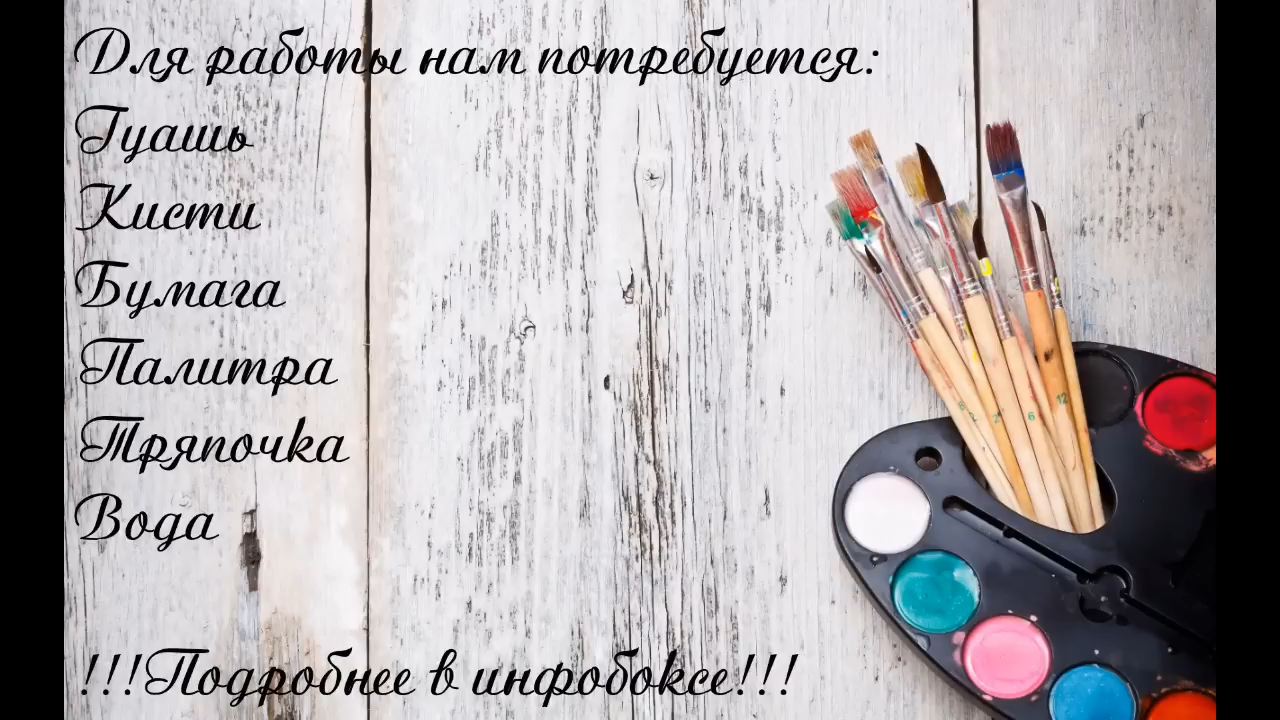 Для работы нам потребуется:
Гуашь
Кисти
Бумага
Палитра
Тряпочка
Вода
!!!Подробнее в инфобоксе!!!